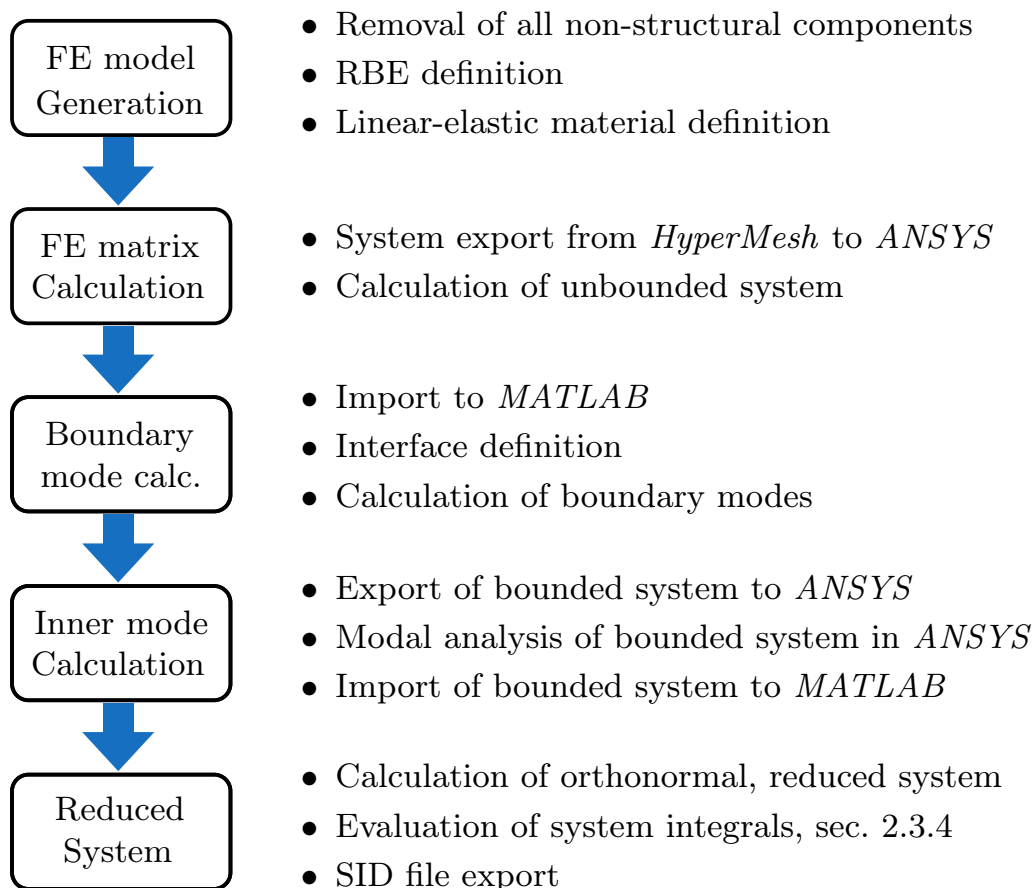 FE model
Generation
• Removal of all non-structural components
• RBE definition
• Linear-elastic material definition
FE matrix
Calculation
• System export from HyperMesh to ANSYS
• Calculation of unbounded system
Boundary
mode calc.
• Import to MATLAB
• Interface definition
• Calculation of boundary modes
Inner mode
Calculation
• Export of bounded system to ANSYS
• Modal analysis of bounded system in ANSYS
• Import of bounded system to MATLAB
Reduced
System
• Calculation of orthonormal, reduced system
• Evaluation of system integrals, sec. 2.3.4
• SID file export